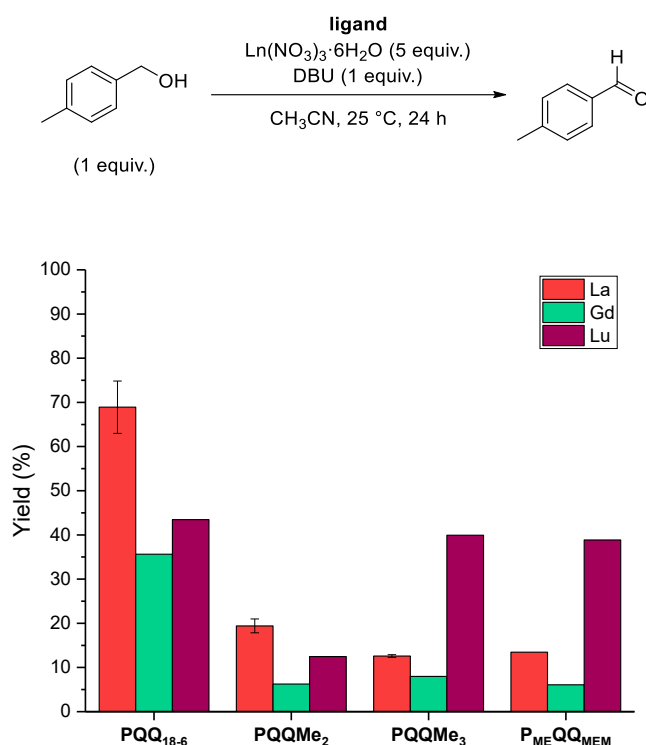 ligand
Ln(NO₃)₃·6H₂O (5 equiv.)
DBU (1 equiv.)
CH₃CN, 25 °C, 24 h
OH
(1 equiv.)
H
O
100
90
80
70
60
50
40
30
20
10
0
Yield (%)
La
Gd
Lu
PQQ₁₈₋₆
PQQMe₂
PQQMe₃
P_MEQQ_MEM